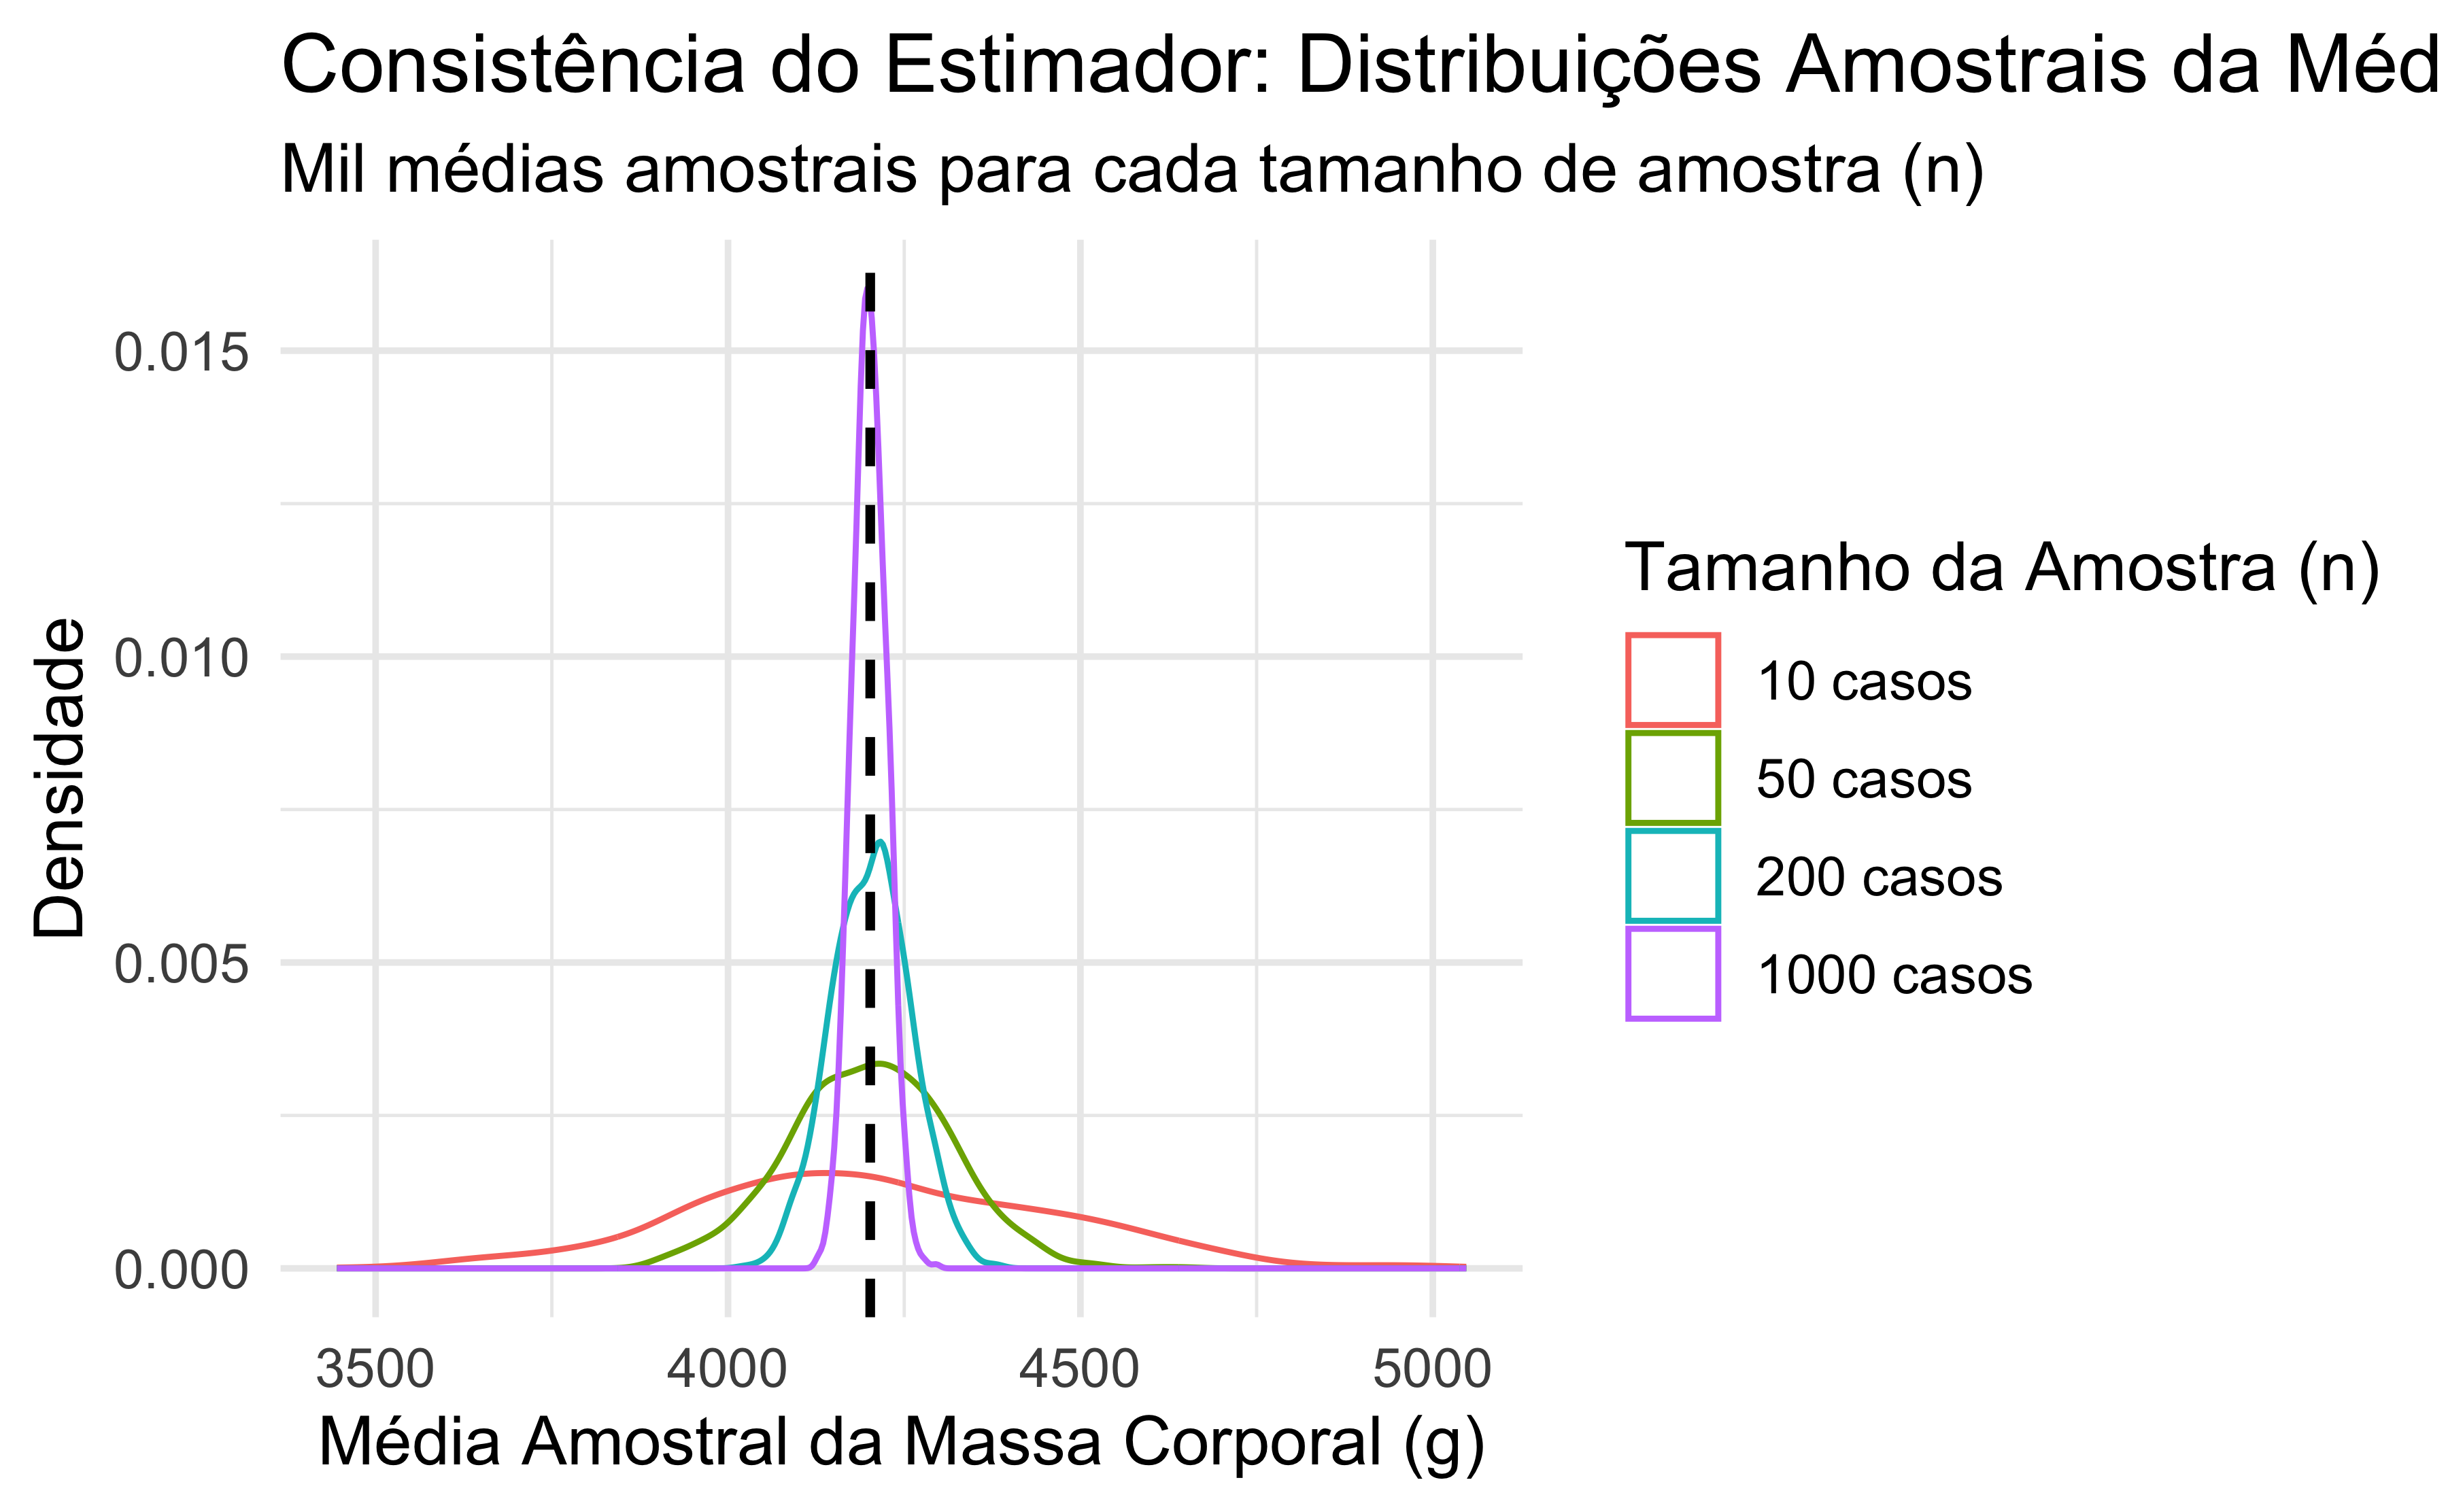 Consistência do Estimador: Distribuições Amostrais da Méd
Mil médias amostrais para cada tamanho de amostra (n)
Densidade
0.015
0.010
0.005
0.000
3500 4000 4500 5000
Média Amostral da Massa Corporal (g)
Tamanho da Amostra (n)
10 casos
50 casos
200 casos
1000 casos